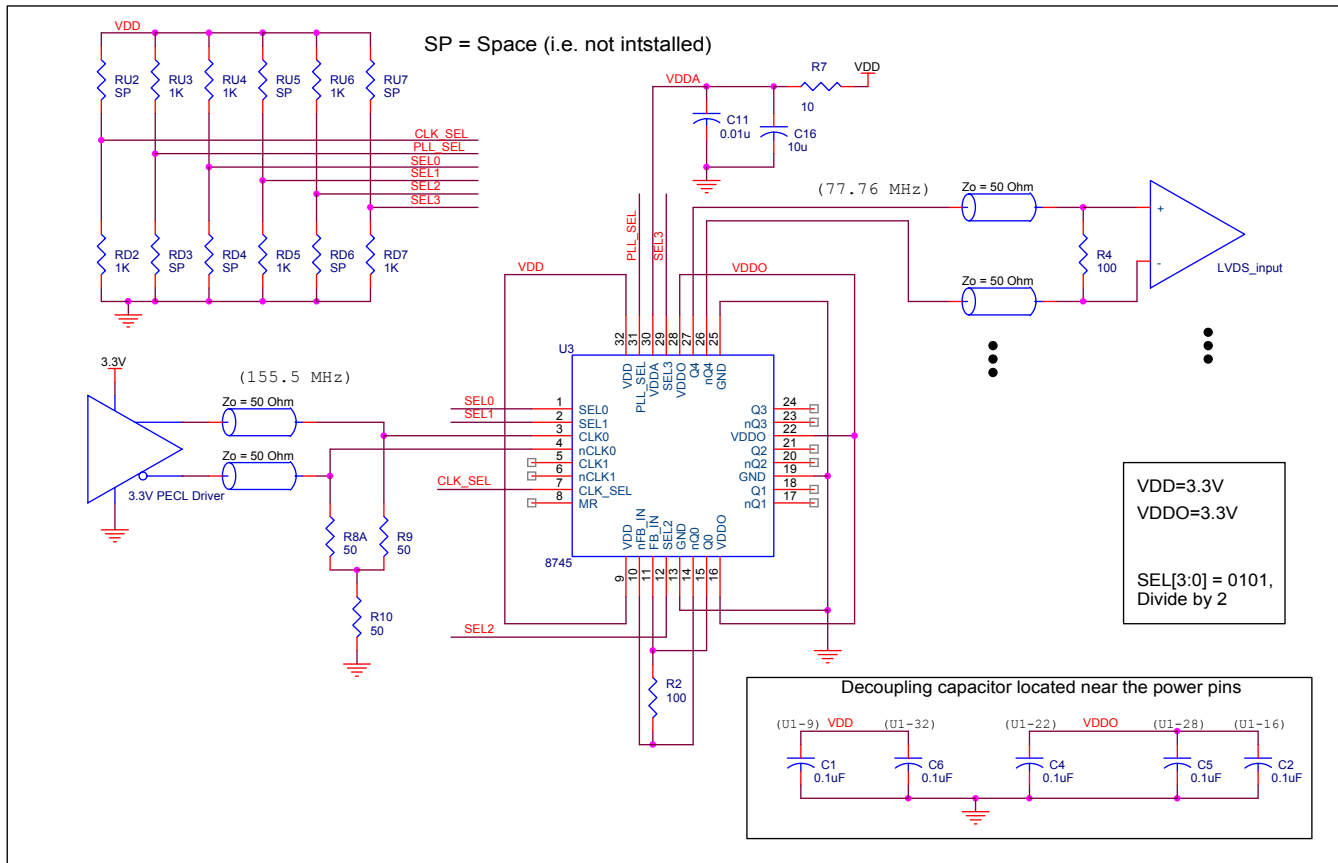 VDD
SP = Space (i.e. not intstalled)
RU2
SP
RU3
1K
RU4
1K
RU5
SP
RU6
1K
RU7
SP
CLK_SEL
PLL_SEL
SEL0
SEL1
SEL2
SEL3
RD2
1K
RD3
SP
RD4
SP
RD5
1K
RD6
SP
RD7
1K
VDDA
R7
10
VDD
C11
0.01u
C16
10u
(77.76 MHz)
Zo = 50 Ohm
Zo = 50 Ohm
R4
100
+
-
LVDS_input
PLL_SEL
SEL3
VDD
VDDO
3.3V
(155.5 MHz)
Zo = 50 Ohm
Zo = 50 Ohm
3.3V PECL Driver
R8A
50
R9
50
R10
50
SEL0
SEL1
CLK_SEL
SEL2
U3
8745
32
31
30
29
28
27
26
25
VDD
PLL_SEL
VDDA
SEL3
VDDO
Q4
nQ4
GND
1
2
3
4
5
6
7
8
SEL0
SEL1
CLK0
nCLK0
CLK1
nCLK1
CLK_SEL
MR
Q3
nQ3
VDDO
Q2
nQ2
GND
Q1
nQ1
24
23
22
21
20
19
18
17
VDD
nFB_IN
FB_IN
SEL2
GND
nQ0
Q0
VDDO
9
10
11
12
13
14
15
16
R2
100
VDD=3.3V
VDDO=3.3V
SEL[3:0] = 0101,
Divide by 2
Decoupling capacitor located near the power pins
(U1-9)
VDD
(U1-32)
(U1-22)
VDDO
(U1-28)
(U1-16)
C1
0.1uF
C6
0.1uF
C4
0.1uF
C5
0.1uF
C2
0.1uF